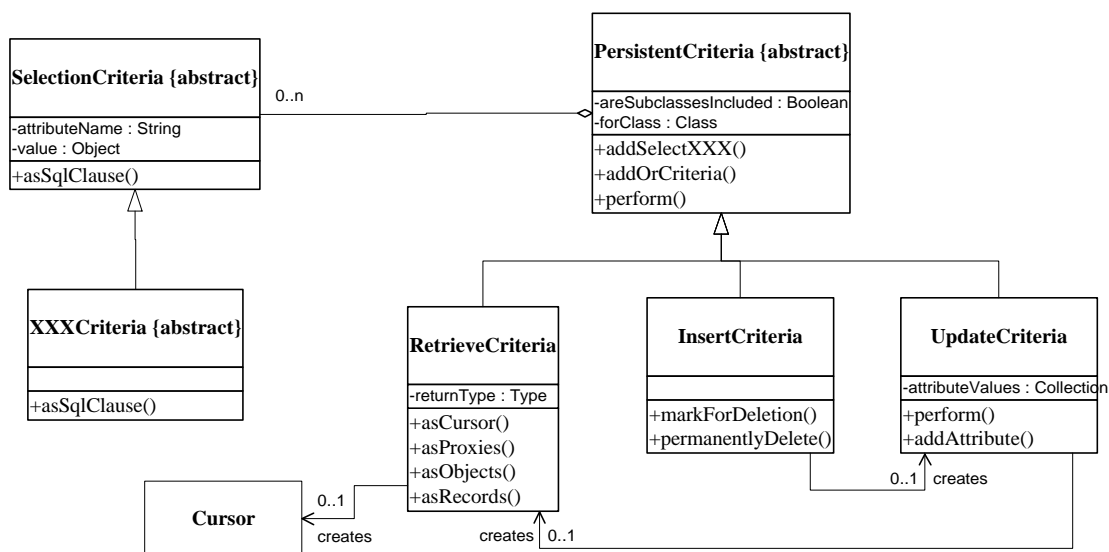 SelectionCriteria {abstract}
-attributeName : String
-value : Object
+asSqlClause()
0..n
PersistentCriteria {abstract}
-areSubclassesIncluded : Boolean
-forClass : Class
+addSelectXXX()
+addOrCriteria()
+perform()
XXXCriteria {abstract}
+asSqlClause()
RetrieveCriteria
-returnType : Type
+asCursor()
+asProxies()
+asObjects()
+asRecords()
InsertCriteria
+markForDeletion()
+permanentlyDelete()
UpdateCriteria
-attributeValues : Collection
+perform()
+addAttribute()
0..1
creates
Cursor
0..1
creates
creates
0..1